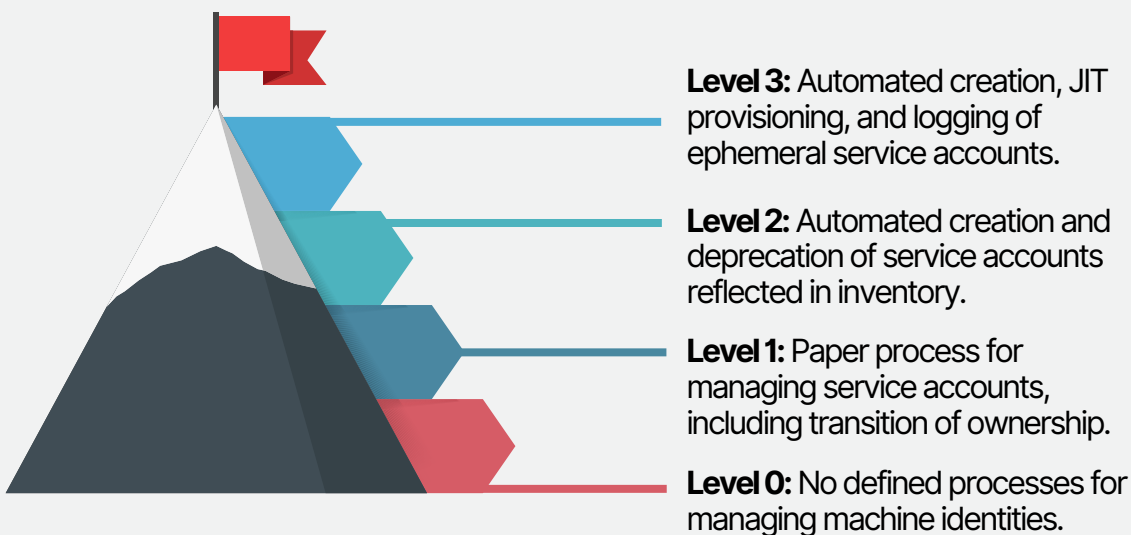 Level 3: Automated creation, JIT
provisioning, and logging of
ephemeral service accounts.
Level 2: Automated creation and
deprecation of service accounts
reflected in inventory.
Level 1: Paper process for
managing service accounts,
including transition of ownership.
Level 0: No defined processes for
managing machine identities.